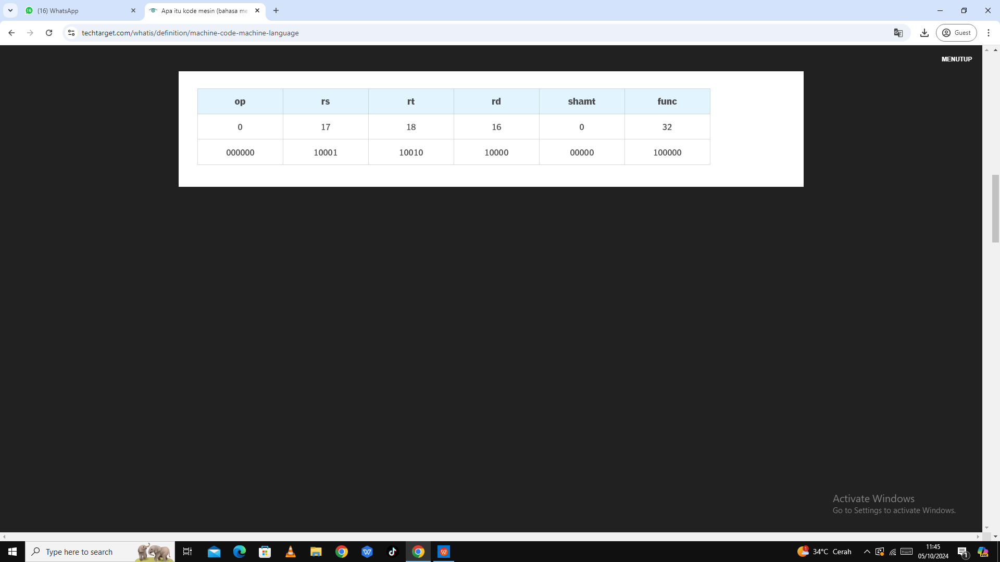 (16) WhatsApp
Apa itu kode mesin (bahasa me
techtarget.com/whatis/definition/machine-code-machine-language
Guest
MENUTUP
op rs rt rd shamt func
0 17 18 16 0 32
000000 10001 10010 10000 00000 100000
Activate Windows
Go to Settings to activate Windows.
Type here to search
34°C Cerah
11:45
05/10/2024